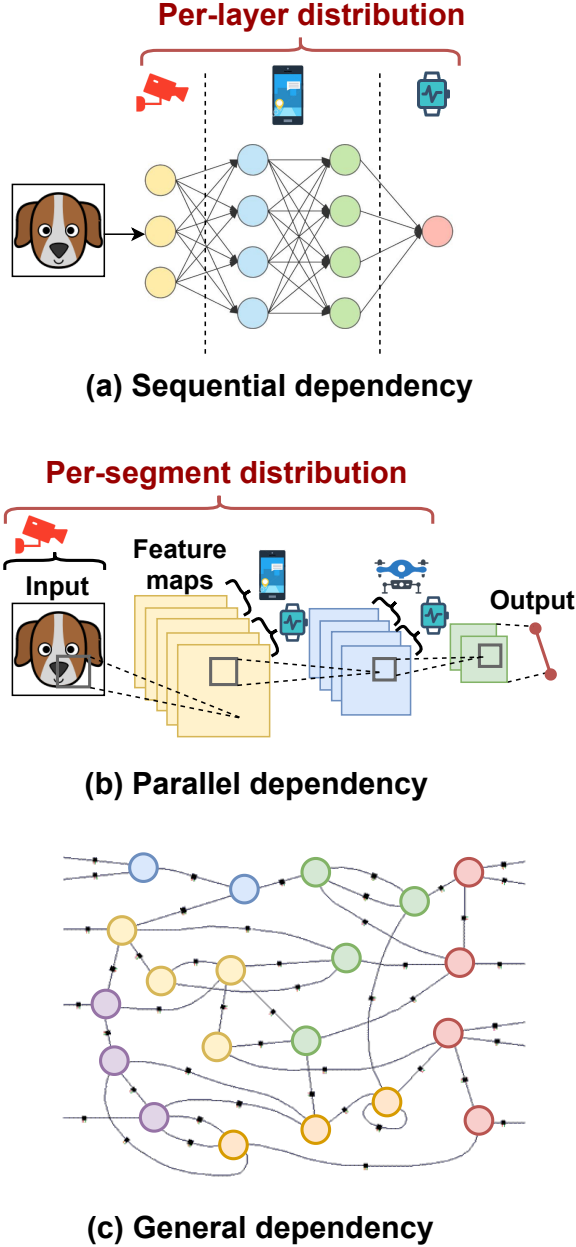 Per-layer distribution
(a) Sequential dependency
Per-segment distribution
Input
Feature
maps
Output
(b) Parallel dependency
(c) General dependency